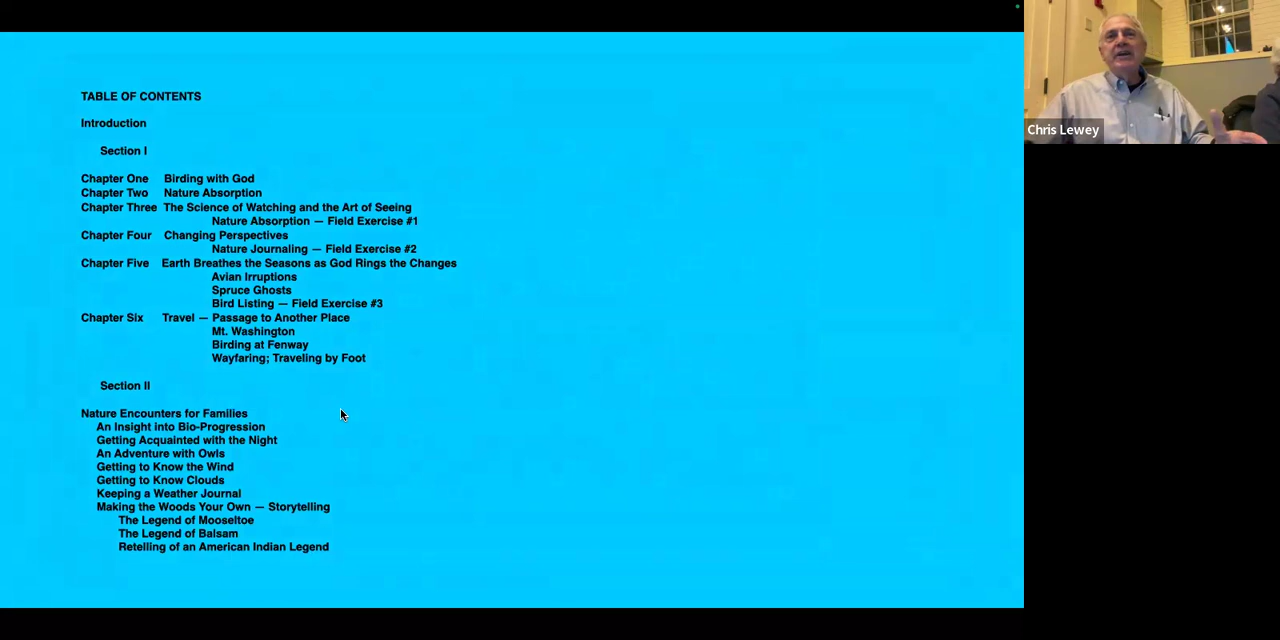 TABLE OF CONTENTS
Introduction
Section I
Chapter One Birding with God
Chapter Two Nature Absorption
Chapter Three The Science of Watching and the Art of Seeing
Nature Absorption — Field Exercise #1
Chapter Four Changing Perspectives
Nature Journaling — Field Exercise #2
Chapter Five Earth Breathes the Seasons as God Rings the Changes
Avian Irruptions
Spruce Ghosts
Bird Listing — Field Exercise #3
Chapter Six Travel — Passage to Another Place
Mt. Washington
Birding at Fenway
Wayfaring; Traveling by Foot
Section II
Nature Encounters for Families
An Insight into Bio-Progression
Getting Acquainted with the Night
An Adventure with Owls
Getting to Know the Wind
Getting to Know Clouds
Keeping a Weather Journal
Making the Woods Your Own — Storytelling
The Legend of Mooseltoe
The Legend of Balsam
Retelling of an American Indian Legend
Chris Lewey